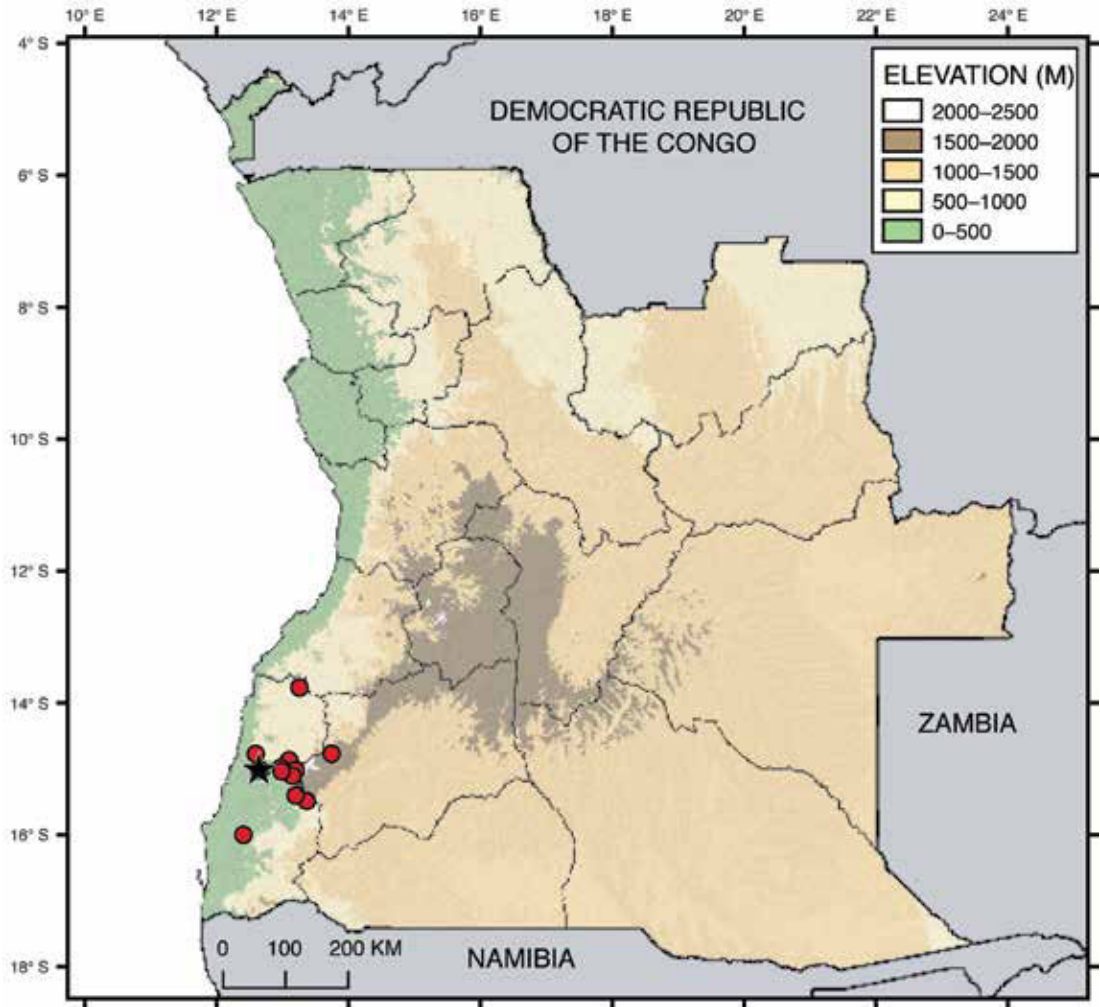 10° E 12° E 14° E 16° E 18° E 20° E 22° E 24° E
4° S
6° S
8° S
10° S
12° S
14° S
16° S
18° S
ELEVATION (M)
2000–2500
1500–2000
1000–1500
500–1000
0–500
DEMOCRATIC REPUBLIC
OF THE CONGO
ZAMBIA
NAMIBIA
0 100 200 KM